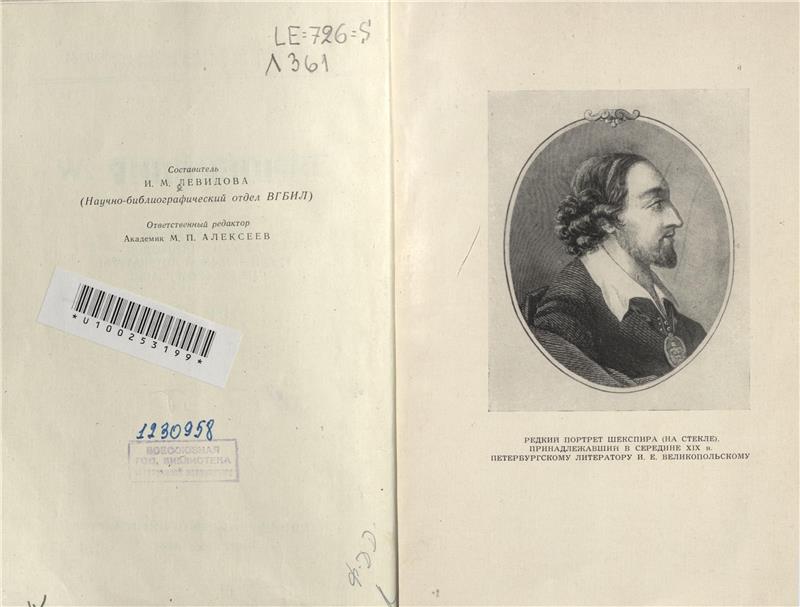 LE=726=S
Л361
Составитель
И. М. ЛЕВИДОВА
(Научно-библиографический отдел ВГБИЛ)
Ответственный редактор
Академик М. П. АЛЕКСЕЕВ
*U100253199*
1230958
ВСЕСОЮЗНАЯ
ГОС. БИБЛИОТЕКА
Ф.Д.
РЕДКИЙ ПОРТРЕТ ШЕКСПИРА (НА СТЕКЛЕ),
ПРИНАДЛЕЖАВШИЙ В СЕРЕДИНЕ XIX в.
ПЕТЕРБУРГСКОМУ ЛИТЕРАТОРУ И. Е. ВЕЛИКОПОЛЬСКОМУ